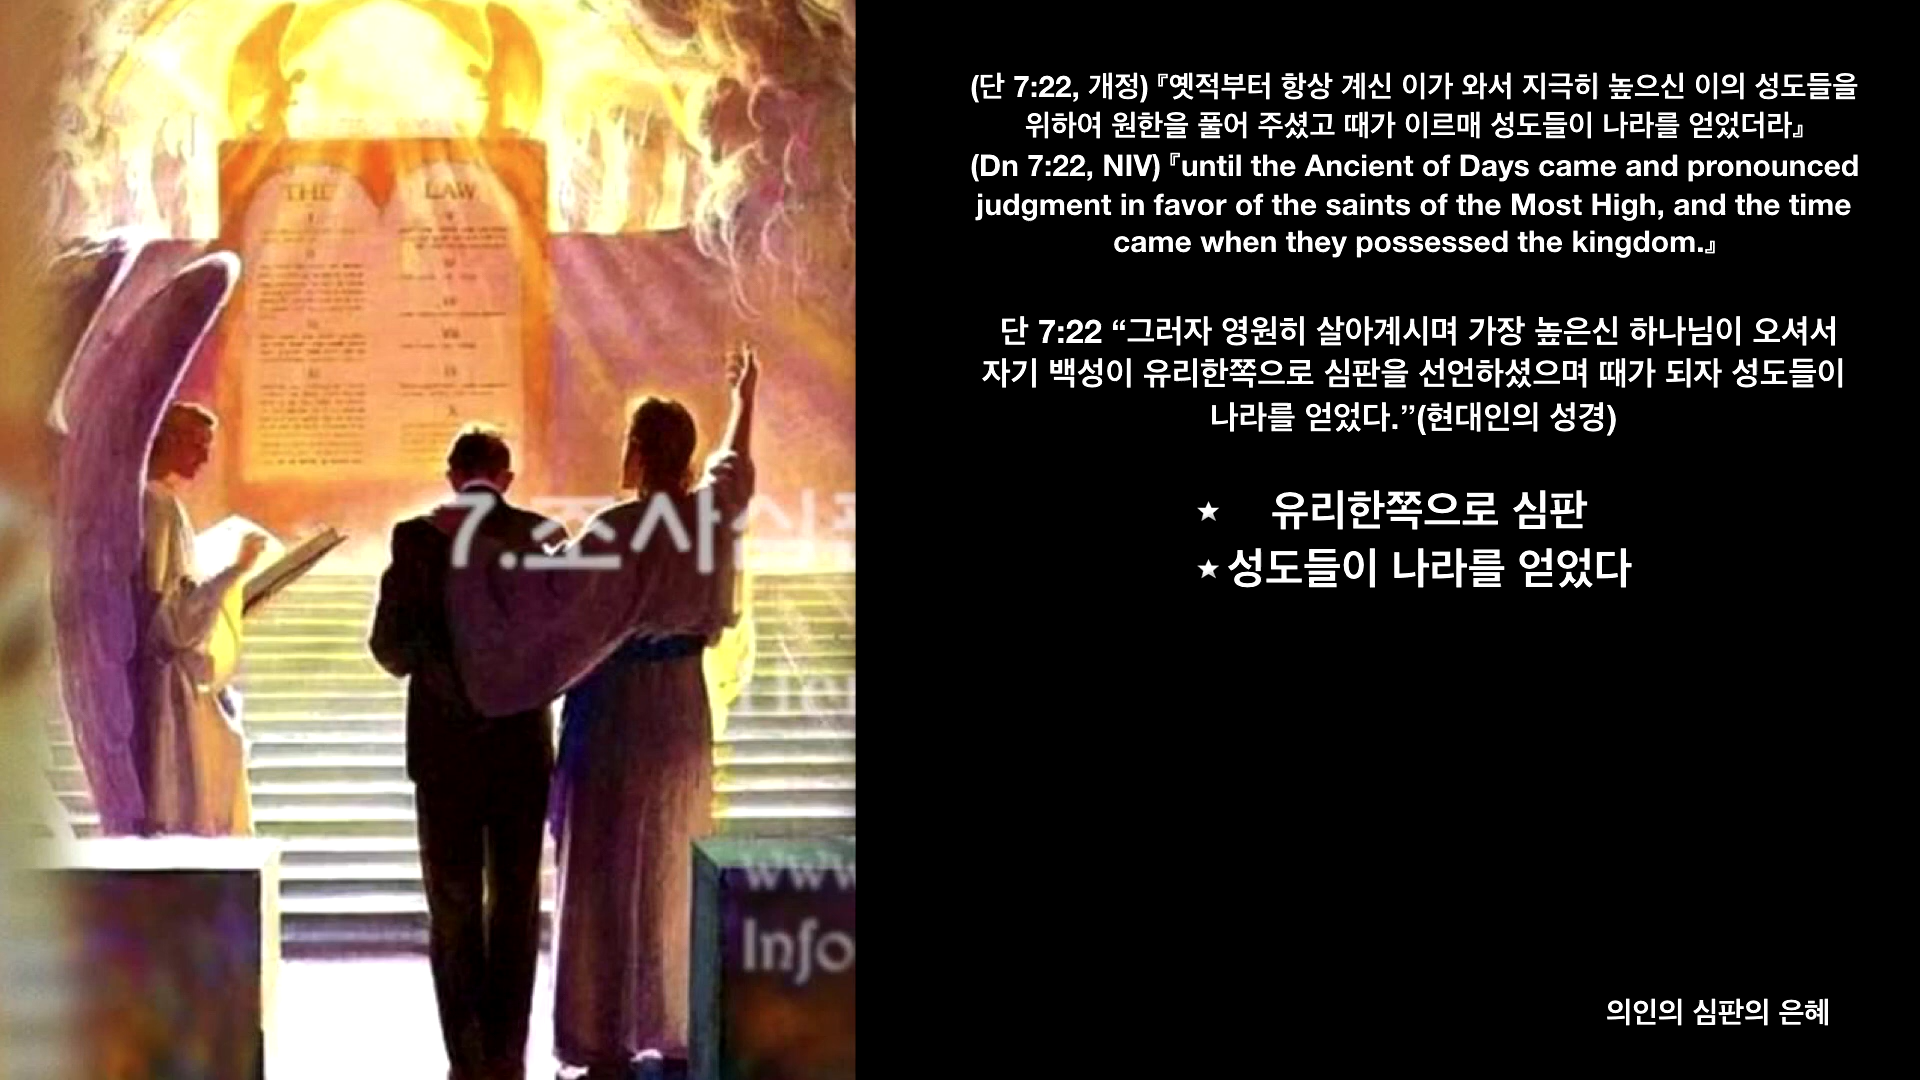 THE LAW
7.조사심
www
Info
(단 7:22, 개정)『옛적부터 항상 계신 이가 와서 지극히 높으신 이의 성도들을
위하여 원한을 풀어 주셨고 때가 이르매 성도들이 나라를 얻었더라』
(Dn 7:22, NIV)『until the Ancient of Days came and pronounced
judgment in favor of the saints of the Most High, and the time
came when they possessed the kingdom.』
단 7:22 “그러자 영원히 살아계시며 가장 높은신 하나님이 오셔서
자기 백성이 유리한쪽으로 심판을 선언하셨으며 때가 되자 성도들이
나라를 얻었다.”(현대인의 성경)
★ 유리한쪽으로 심판
★ 성도들이 나라를 얻었다
의인의 심판의 은혜